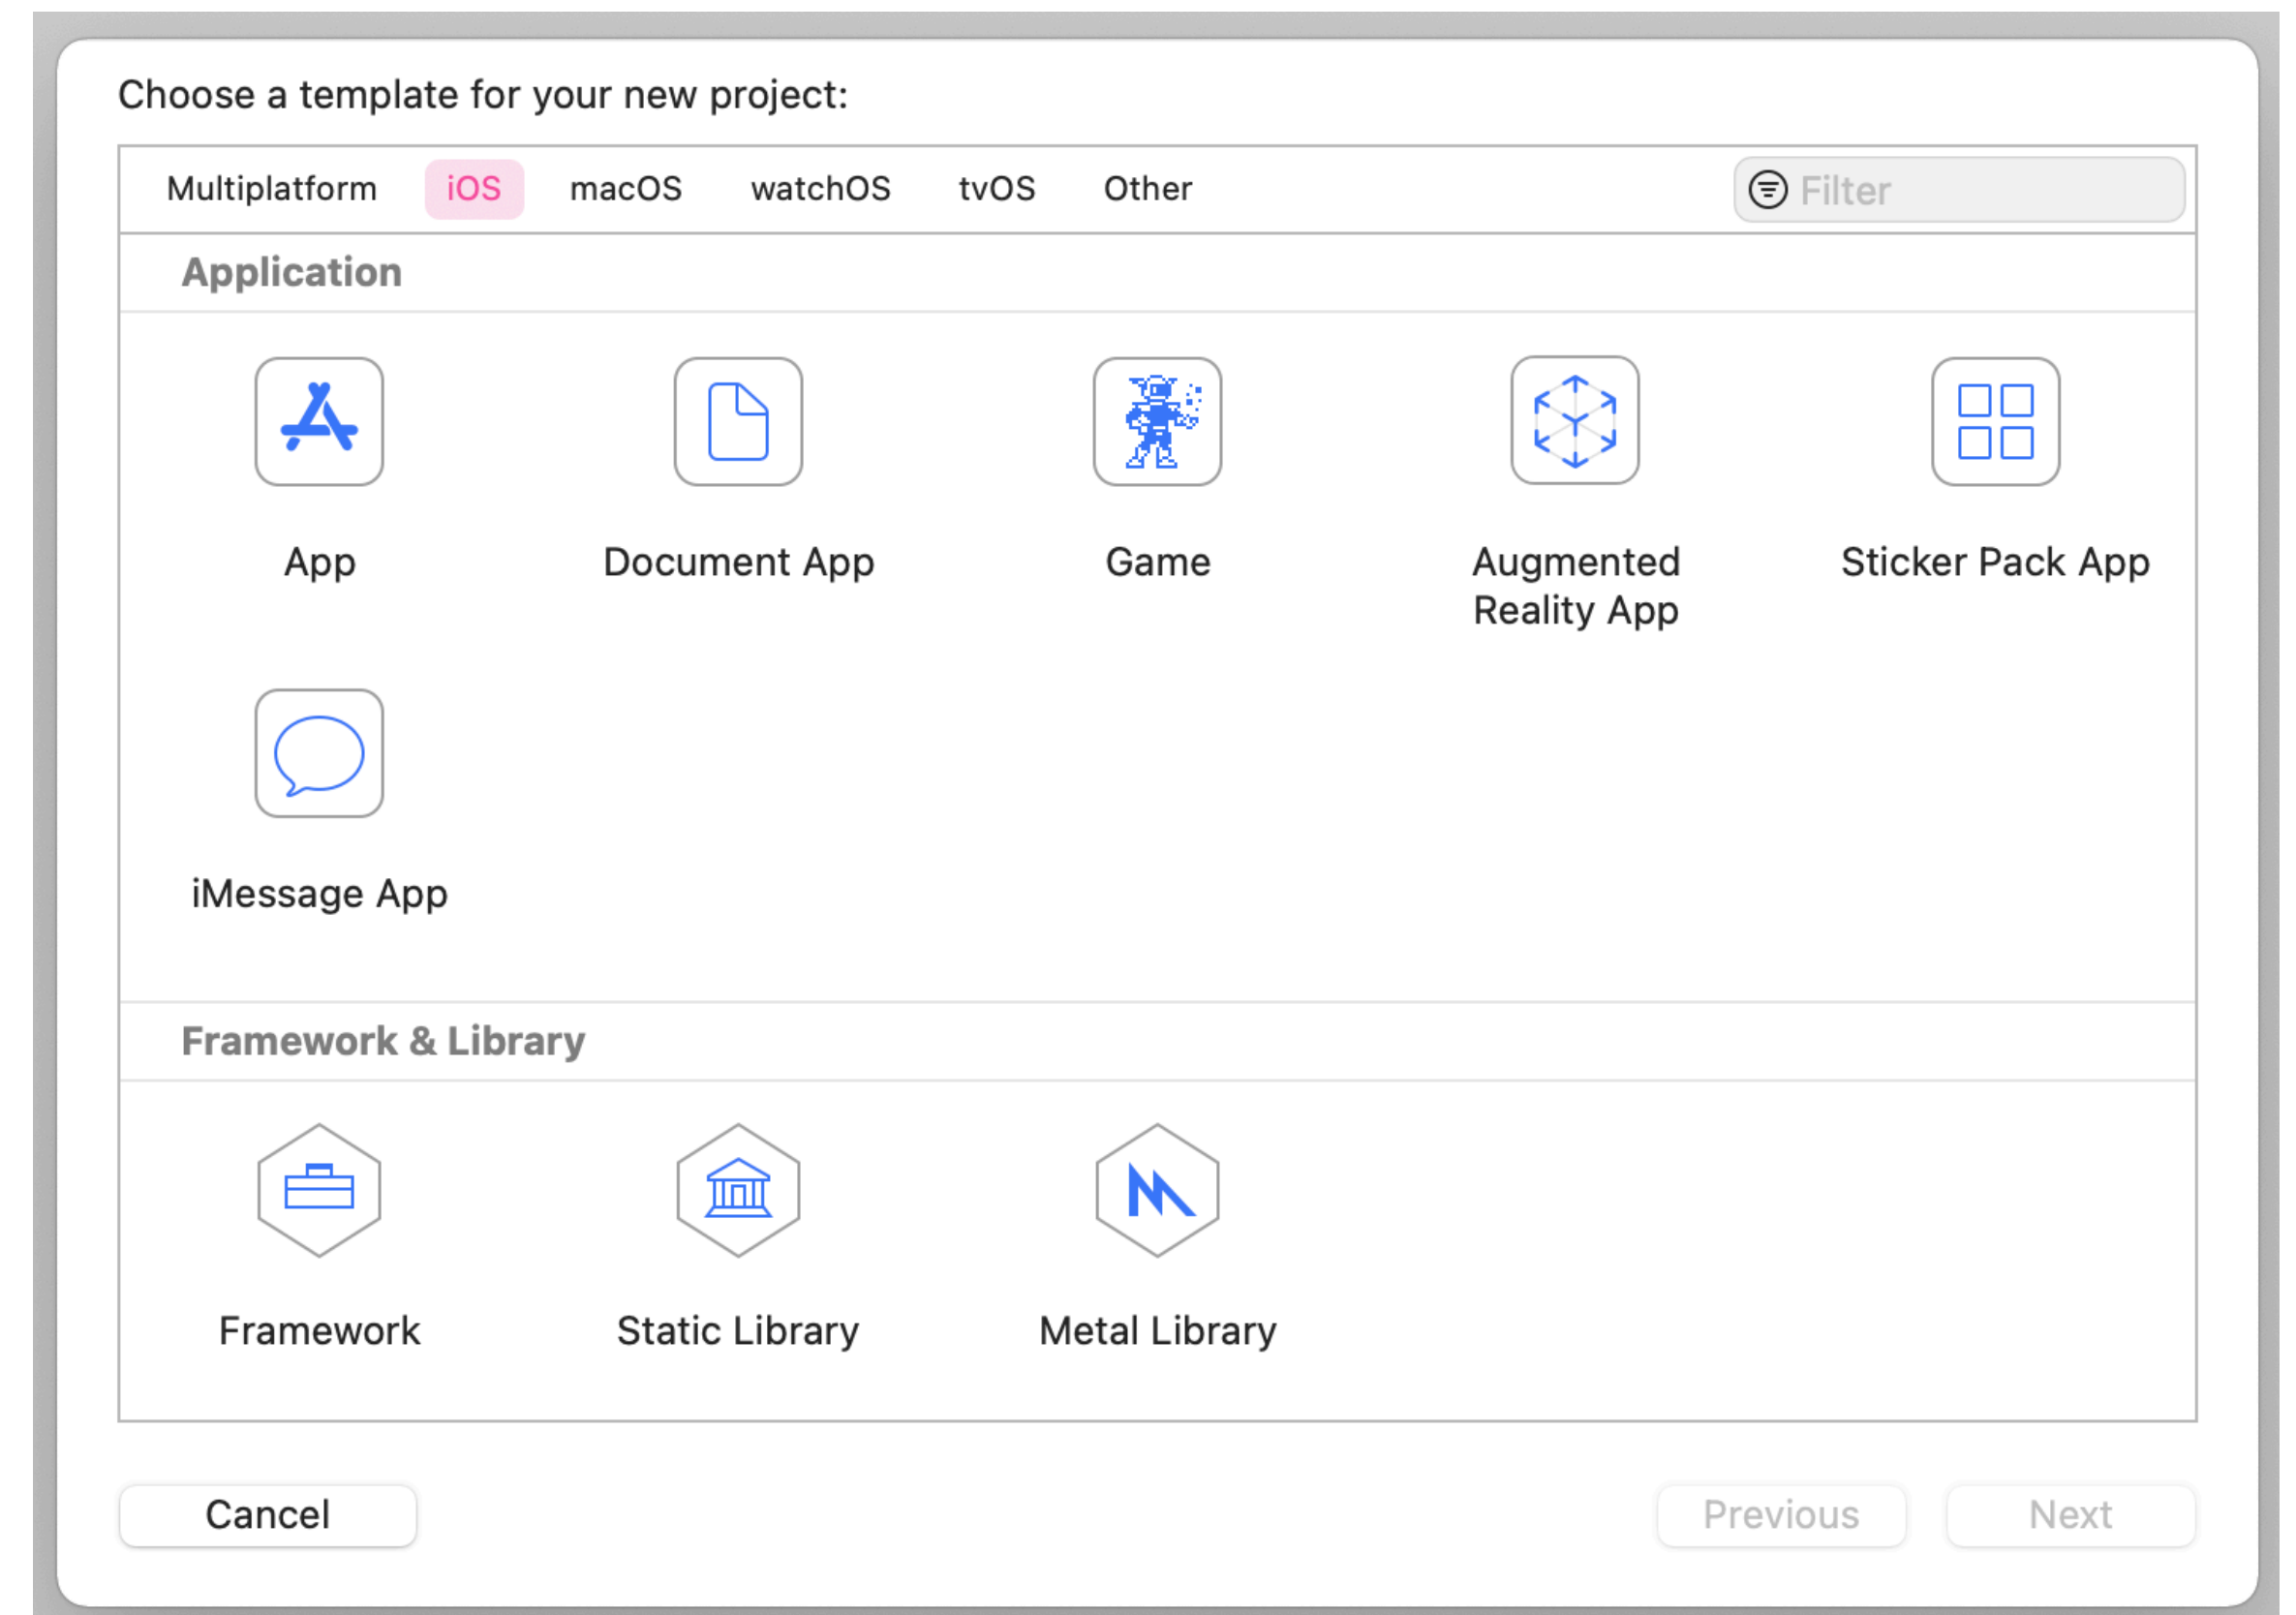 Choose a template for your new project:
Multiplatform iOS macOS watchOS tvOS Other Filter
Application
App Document App Game Augmented Reality App Sticker Pack App
iMessage App
Framework & Library
Framework Static Library Metal Library
Cancel Previous Next